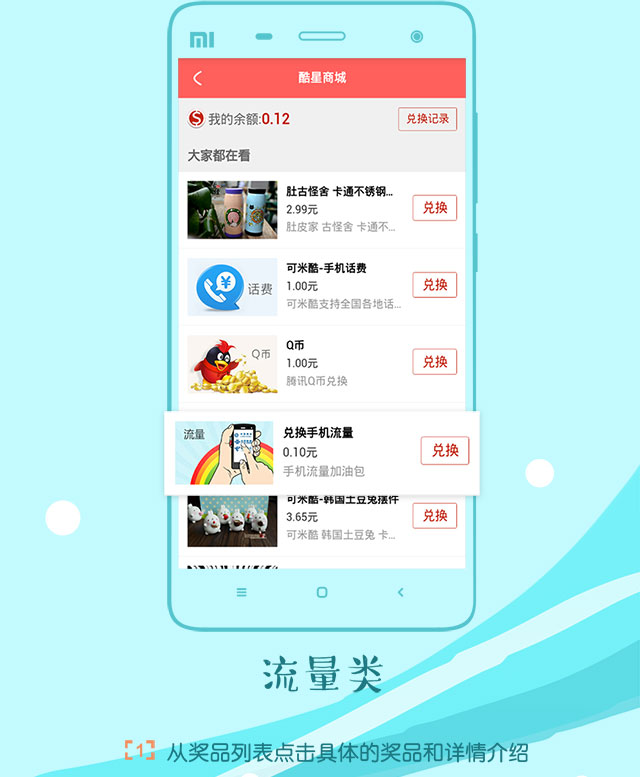 酷星商城
我的余额:0.12
兑换记录
大家都在看
肚古怪舍 卡通不锈钢...
2.99元
肚皮家 古怪舍 卡通不...
兑换
话费
可米酷-手机话费
1.00元
可米酷支持全国各地话...
兑换
Q币
Q币
1.00元
腾讯Q币兑换
兑换
流量
兑换手机流量
0.10元
手机流量加油包
兑换
可米酷-韩国土豆兔摆件
3.65元
可米酷 韩国土豆兔 卡...
兑换
流量类
[1] 从奖品列表点击具体的奖品和详情介绍